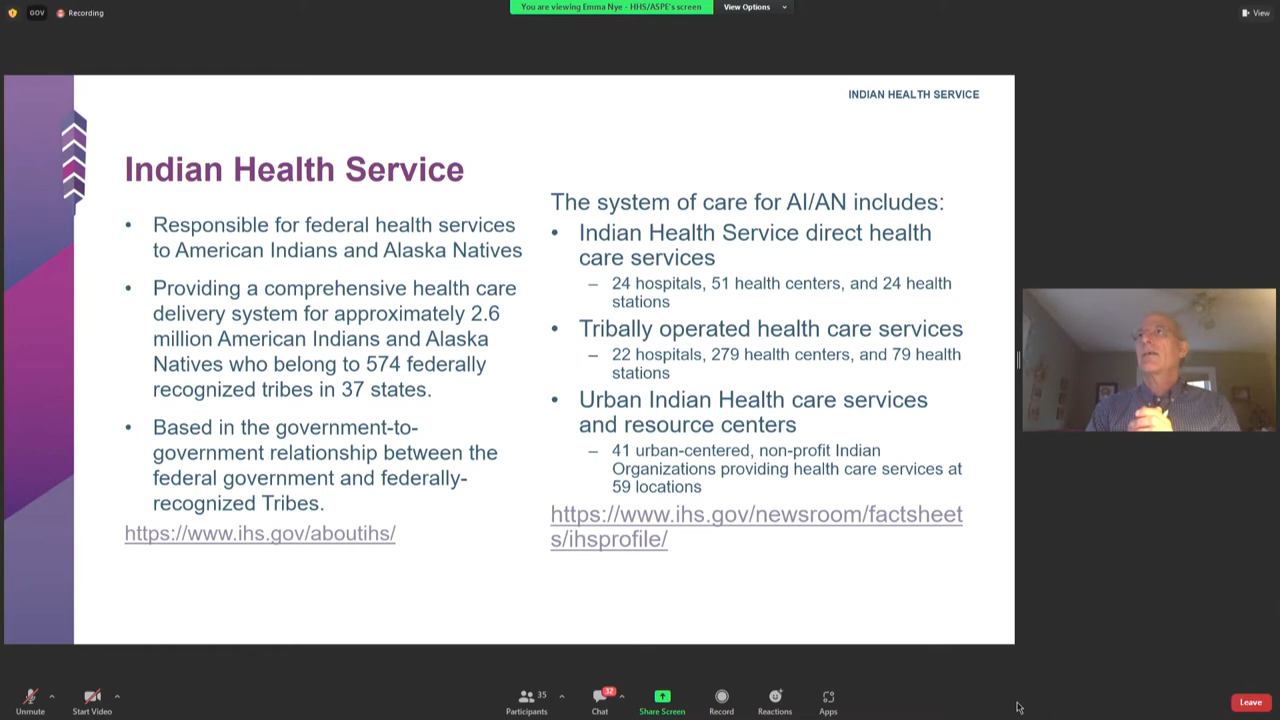 GOV
Recording
You are viewing Emma Nye - HHS/ASPE's screen
View Options
View
INDIAN HEALTH SERVICE
Indian Health Service
• Responsible for federal health services
to American Indians and Alaska Natives
• Providing a comprehensive health care
delivery system for approximately 2.6
million American Indians and Alaska
Natives who belong to 574 federally
recognized tribes in 37 states.
• Based in the government-to-
government relationship between the
federal government and federally-
recognized Tribes.
https://www.ihs.gov/aboutihs/
The system of care for AI/AN includes:
• Indian Health Service direct health
care services
– 24 hospitals, 51 health centers, and 24 health
stations
• Tribally operated health care services
– 22 hospitals, 279 health centers, and 79 health
stations
• Urban Indian Health care services
and resource centers
– 41 urban-centered, non-profit Indian
Organizations providing health care services at
59 locations
https://www.ihs.gov/newsroom/factsheet
s/ihsprofile/
Unmute
Start Video
35
Participants
32
Chat
Share Screen
Record
Reactions
Apps
Leave